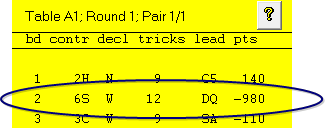 Table A1; Round 1; Pair 1/1
?
bd contr decl tricks lead pts
1 2H N 9 C5 140
2 6S W 12 DQ -980
3 3C W 9 SA -110